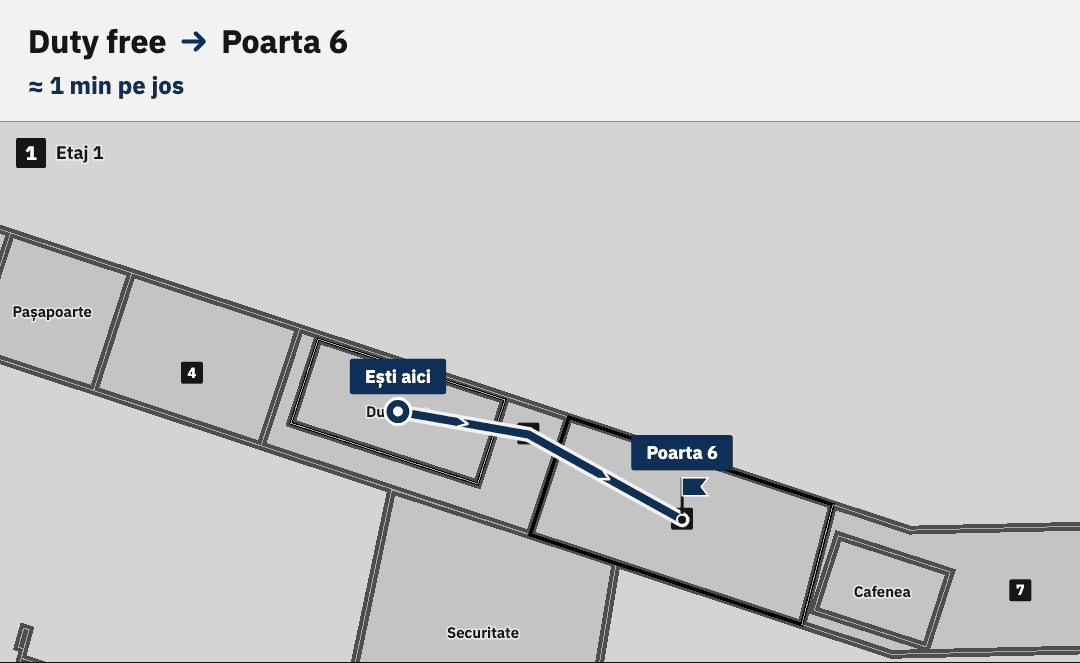 Duty free → Poarta 6
≈ 1 min pe jos
1 Etaj 1
Pașapoarte
4
Ești aici
Poarta 6
Cafenea
7
Securitate